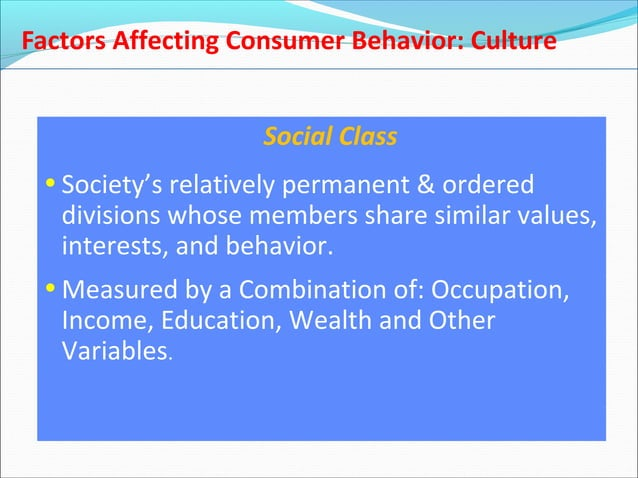 Factors Affecting Consumer Behavior: Culture
Social Class
• Society’s relatively permanent & ordered
divisions whose members share similar values,
interests, and behavior.
• Measured by a Combination of: Occupation,
Income, Education, Wealth and Other
Variables.